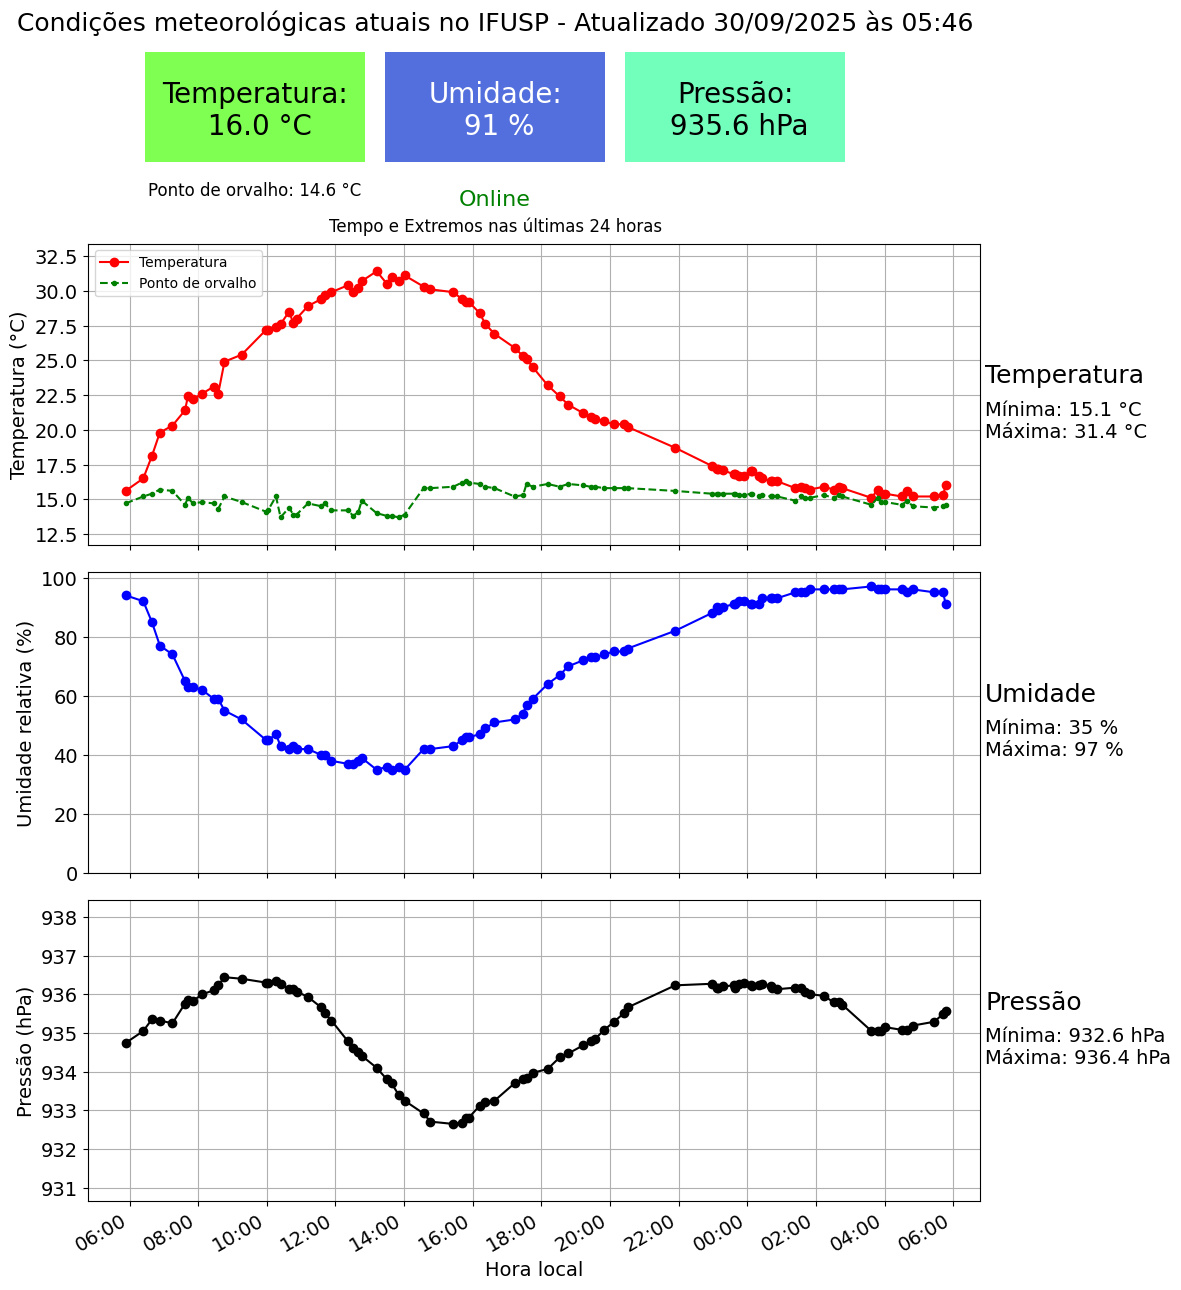 Condições meteorológicas atuais no IFUSP - Atualizado 30/09/2025 às 05:46
Temperatura:
16.0 °C
Umidade:
91 %
Pressão:
935.6 hPa
Ponto de orvalho: 14.6 °C
Online
Tempo e Extremos nas últimas 24 horas
Temperatura (°C)
32.5
30.0
27.5
25.0
22.5
20.0
17.5
15.0
12.5
Temperatura
Ponto de orvalho
Temperatura
Mínima: 15.1 °C
Máxima: 31.4 °C
Umidade relativa (%)
100
80
60
40
20
0
Umidade
Mínima: 35 %
Máxima: 97 %
Pressão (hPa)
938
937
936
935
934
933
932
931
Pressão
Mínima: 932.6 hPa
Máxima: 936.4 hPa
06:00 08:00 10:00 12:00 14:00 16:00 18:00 20:00 22:00 00:00 02:00 04:00 06:00
Hora local